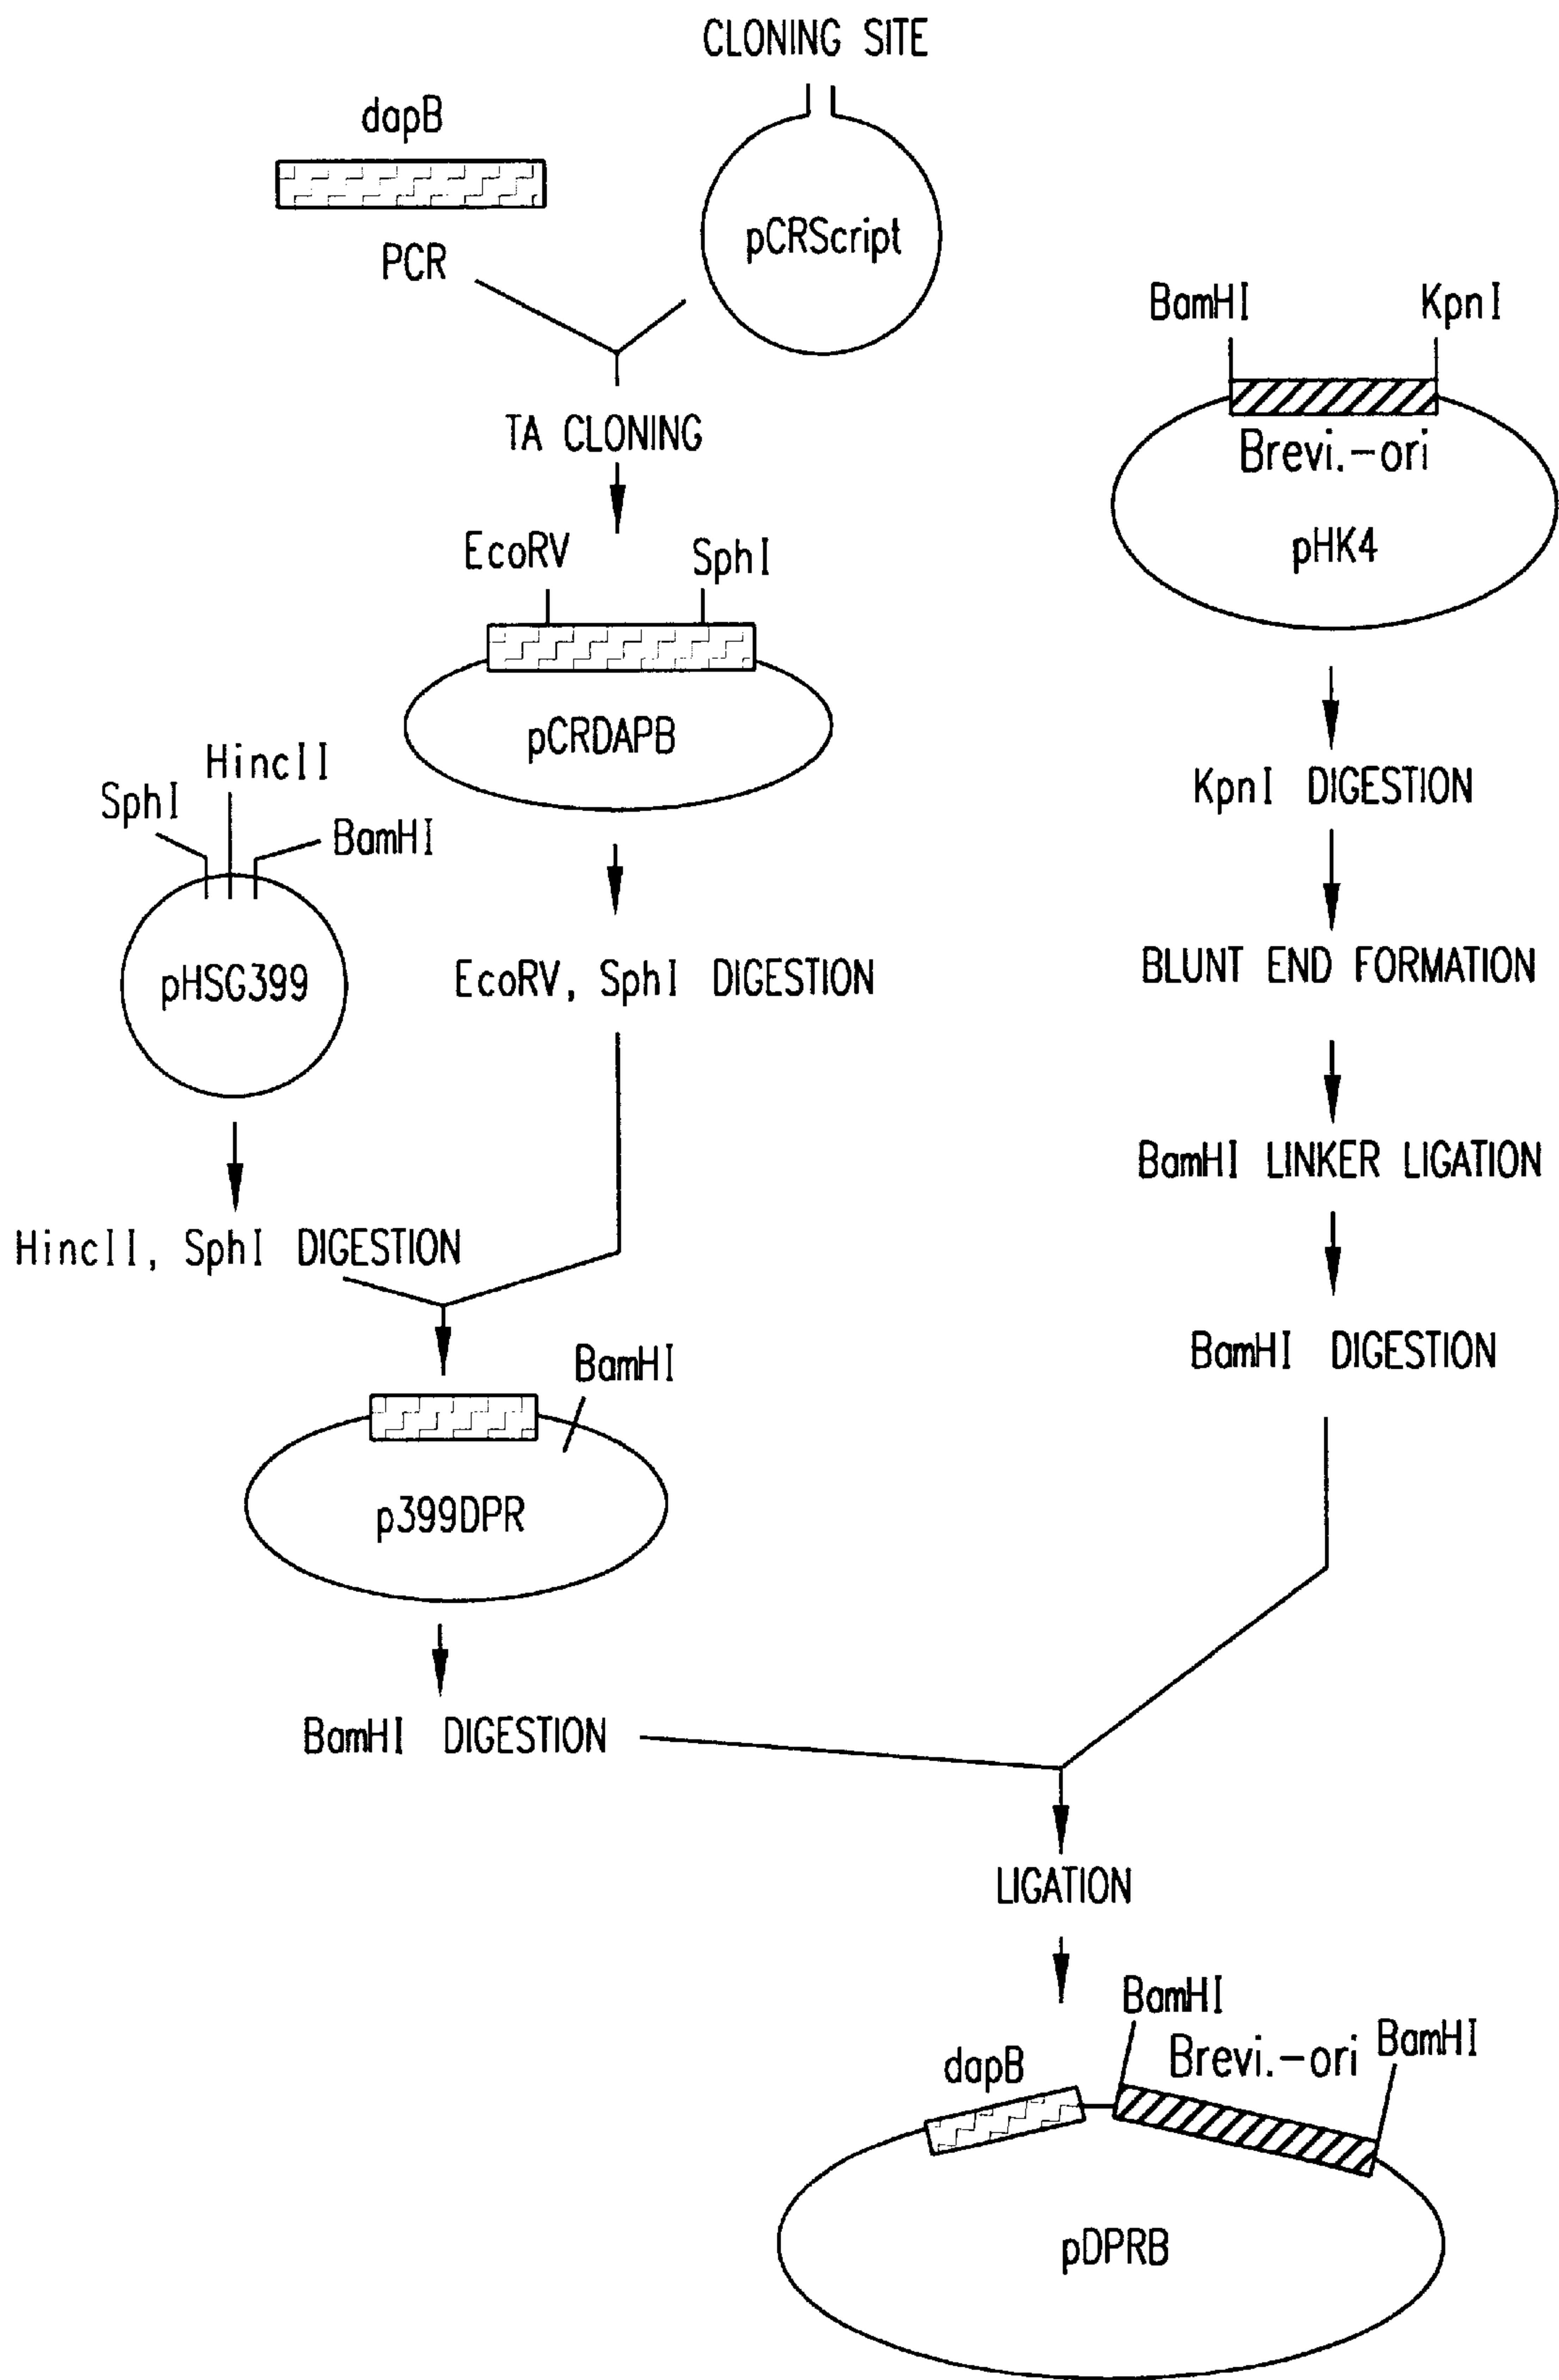 CLONING SITE
dapB
pCRScript
PCR
BamHI
KpnI
TA CLONING
Brevi.-ori
pHK4
EcoRV
SphI
pCRDAPB
KpnI DIGESTION
HincII
SphI
BamHI
pHSG399
EcoRV, SphI DIGESTION
BLUNT END FORMATION
BamHI LINKER LIGATION
HincII, SphI DIGESTION
BamHI DIGESTION
BamHI
p399DPR
BamHI DIGESTION
LIGATION
BamHI
dapB
Brevi.-ori
BamHI
pDPRB